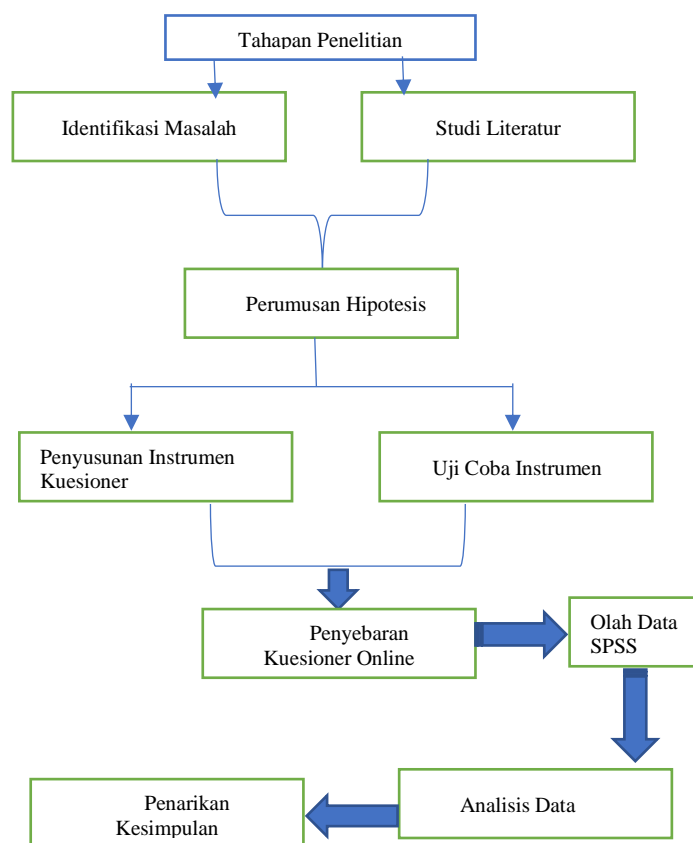 Tahapan Penelitian
Identifikasi Masalah
Studi Literatur
Perumusan Hipotesis
Penyusunan Instrumen
Kuesioner
Uji Coba Instrumen
Penyebaran
Kuesioner Online
Olah Data
SPSS
Analisis Data
Penarikan
Kesimpulan